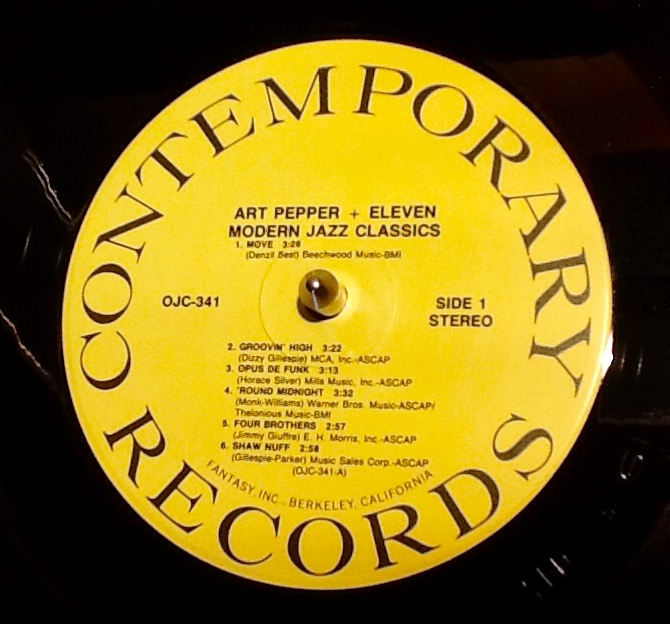 CONTEMPORARY RECORDS
ART PEPPER + ELEVEN
MODERN JAZZ CLASSICS
1. MOVE 3:26
(Denzil Best) Beechwood Music-BMI
OJC-341
SIDE 1
STEREO
2. GROOVIN' HIGH 3:22
(Dizzy Gillespie) MCA, Inc.-ASCAP
3. OPUS DE FUNK 3:13
(Horace Silver) Mills Music, Inc.-ASCAP
4. 'ROUND MIDNIGHT 3:32
(Monk-Williams) Warner Bros. Music-ASCAP/
Thelonious Music-BMI
5. FOUR BROTHERS 2:57
(Jimmy Giuffre) E. H. Morris, Inc.-ASCAP
6. SHAW NUFF 2:58
(Gillespie-Parker) Music Sales Corp.-ASCAP
(OJC-341-A)
FANTASY, INC., BERKELEY, CALIFORNIA